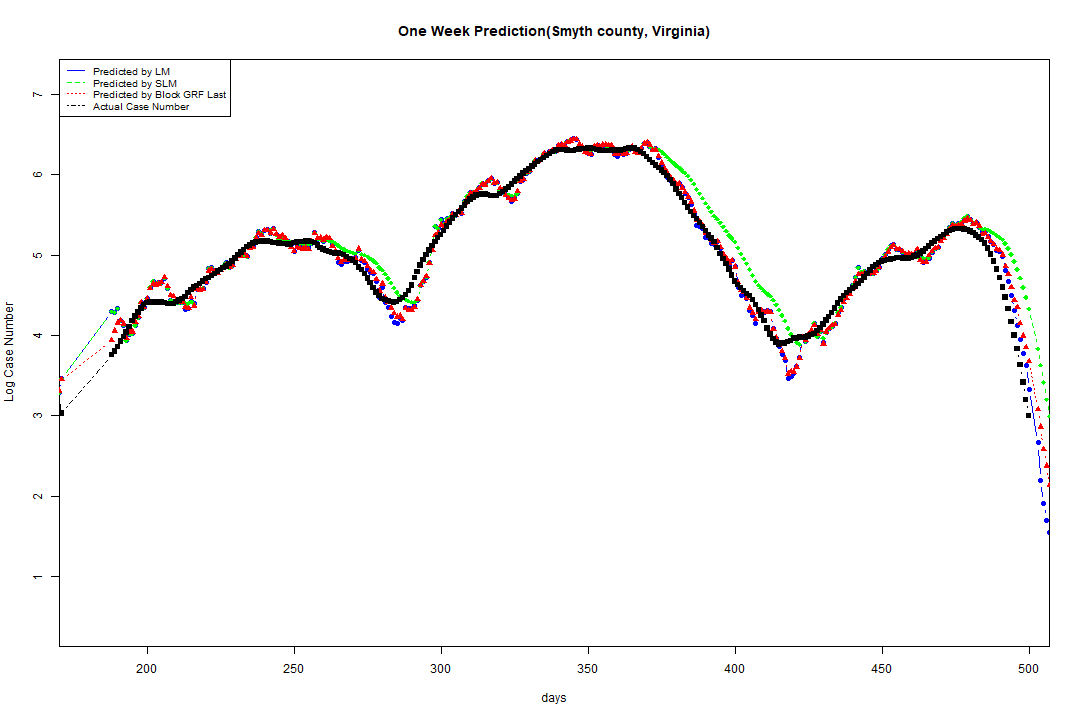 One Week Prediction(Smyth county, Virginia)
Predicted by LM
Predicted by SLM
Predicted by Block GRF Last
Actual Case Number
7
6
5
4
3
2
1
Log Case Number
200 250 300 350 400 450 500
days